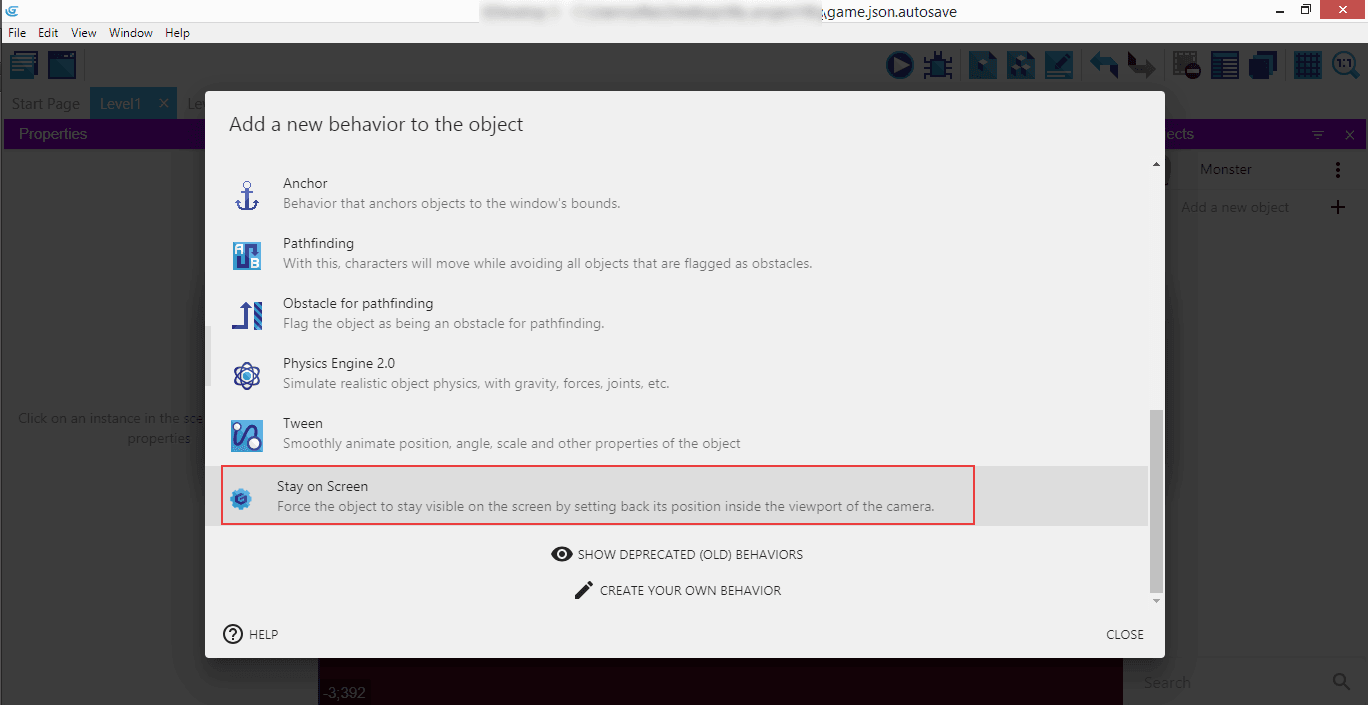 \game.json.autosave
File Edit View Window Help
1:1
Start Page Level1 Le
Properties
ects
Monster
Add a new object
Click on an instance in the sce
properties
Add a new behavior to the object
Anchor
Behavior that anchors objects to the window's bounds.
Pathfinding
With this, characters will move while avoiding all objects that are flagged as obstacles.
Obstacle for pathfinding
Flag the object as being an obstacle for pathfinding.
Physics Engine 2.0
Simulate realistic object physics, with gravity, forces, joints, etc.
Tween
Smoothly animate position, angle, scale and other properties of the object
Stay on Screen
Force the object to stay visible on the screen by setting back its position inside the viewport of the camera.
SHOW DEPRECATED (OLD) BEHAVIORS
CREATE YOUR OWN BEHAVIOR
HELP
CLOSE
-3;392
Search